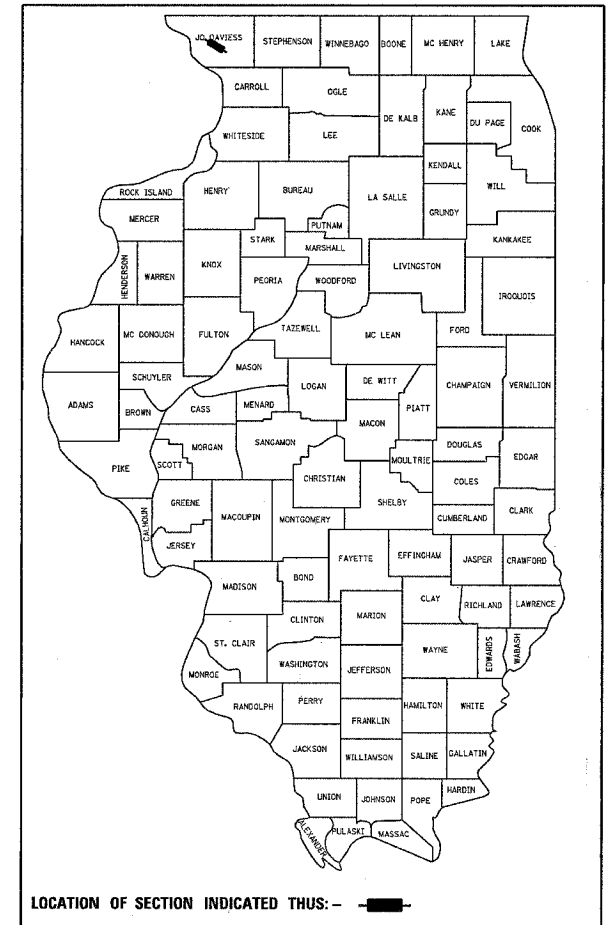 JO DAVIESS STEPHENSON WINNEBAGO BOONE MC HENRY LAKE
CARROLL OGLE
DE KALB KANE DU PAGE COOK
WHITESIDE LEE
KENDALL
ROCK ISLAND HENRY BUREAU LA SALLE WILL
MERCER PUTNAM GRUNDY
STARK MARSHALL KANKAKEE
HENDERSON WARREN KNOX PEORIA WOODFORD LIVINGSTON
IROQUOIS
HANCOCK MC DONOUGH FULTON TAZEWELL MC LEAN FORD
SCHUYLER MASON LOGAN DE WITT CHAMPAIGN VERMILION
ADAMS BROWN CASS MENARD PIATT
MACON
MORGAN SANGAMON DOUGLAS
PIKE SCOTT CHRISTIAN MOULTRIE EDGAR
COLES
GREENE SHELBY
CALHOUN MACOUPIN MONTGOMERY CUMBERLAND CLARK
JERSEY
FAYETTE EFFINGHAM JASPER CRAWFORD
MADISON BOND
CLAY RICHLAND LAWRENCE
CLINTON MARION
ST. CLAIR WAYNE EDWARDS WABASH
WASHINGTON JEFFERSON
MONROE
RANDOLPH PERRY HAMILTON WHITE
FRANKLIN
JACKSON WILLIAMSON SALINE GALLATIN
UNION JOHNSON POPE HARDIN
ALEXANDER PULASKI MASSAC
LOCATION OF SECTION INDICATED THUS: -